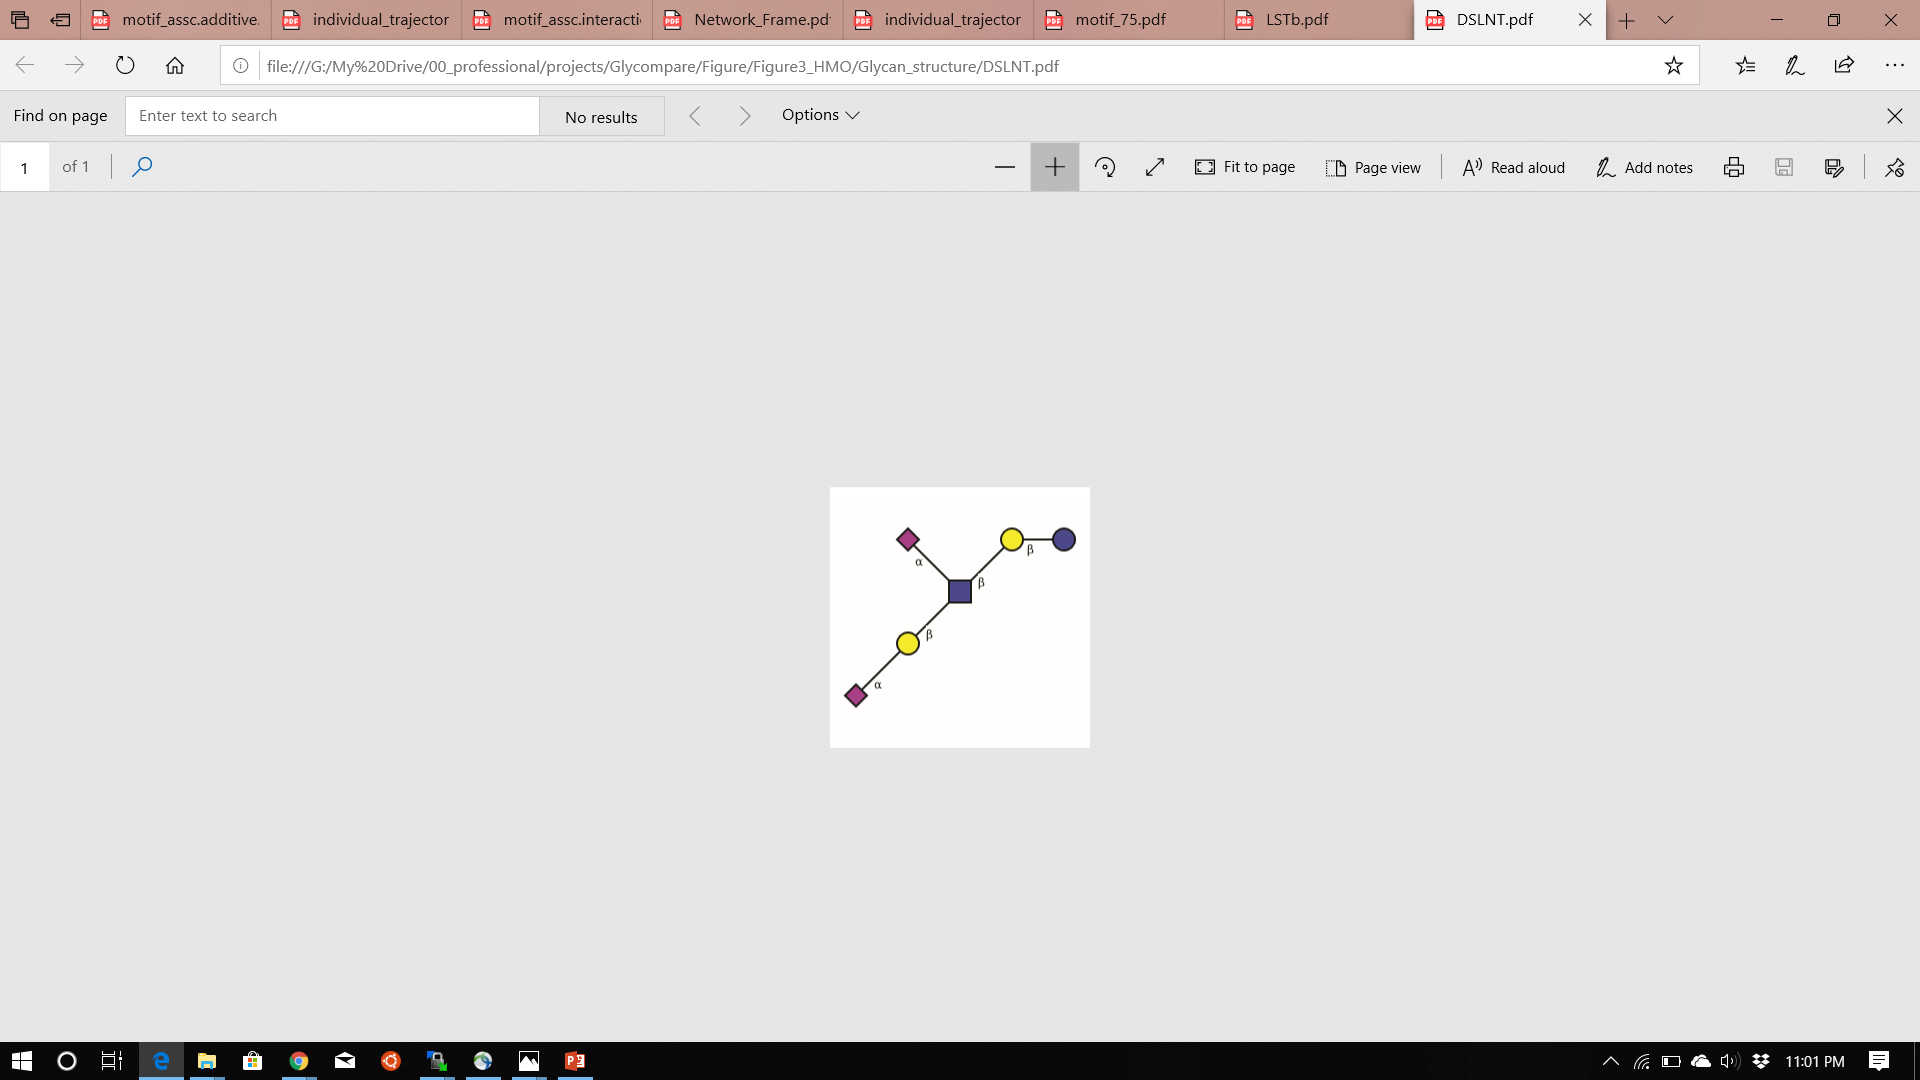 motif_assc.additive. individual_trajector motif_assc.interacti Network_Frame.pd individual_trajector motif_75.pdf LSTb.pdf DSLNT.pdf
file:///G:/My%20Drive/00_professional/projects/Glycompare/Figure/Figure3_HMO/Glycan_structure/DSLNT.pdf
Find on page Enter text to search No results Options
1 of 1 Fit to page Page view Read aloud Add notes
β
α β
β
α
11:01 PM